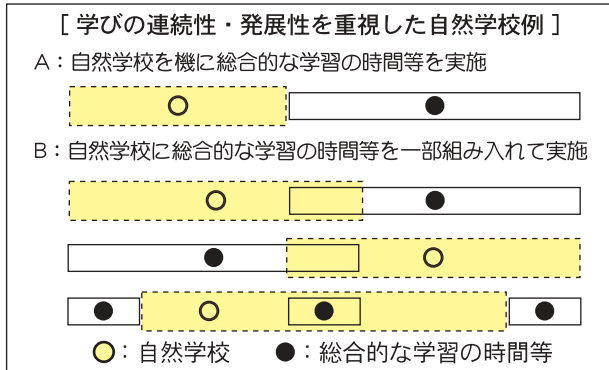 [ 学びの連続性・発展性を重視した自然学校例 ]
A：自然学校を機に総合的な学習の時間等を実施
B：自然学校に総合的な学習の時間等を一部組み入れて実施
○：自然学校　●：総合的な学習の時間等